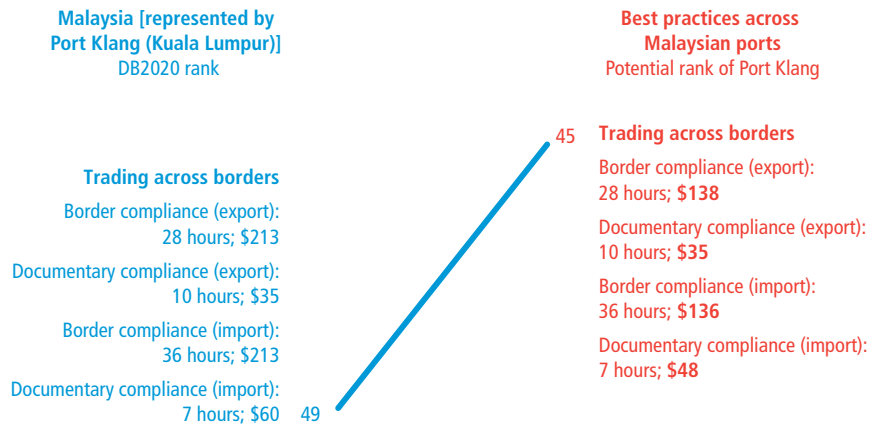 Malaysia [represented by
Port Klang (Kuala Lumpur)]
DB2020 rank
Trading across borders
Border compliance (export):
28 hours; $213
Documentary compliance (export):
10 hours; $35
Border compliance (import):
36 hours; $213
Documentary compliance (import):
7 hours; $60
49
Best practices across
Malaysian ports
Potential rank of Port Klang
45
Trading across borders
Border compliance (export):
28 hours; $138
Documentary compliance (export):
10 hours; $35
Border compliance (import):
36 hours; $136
Documentary compliance (import):
7 hours; $48